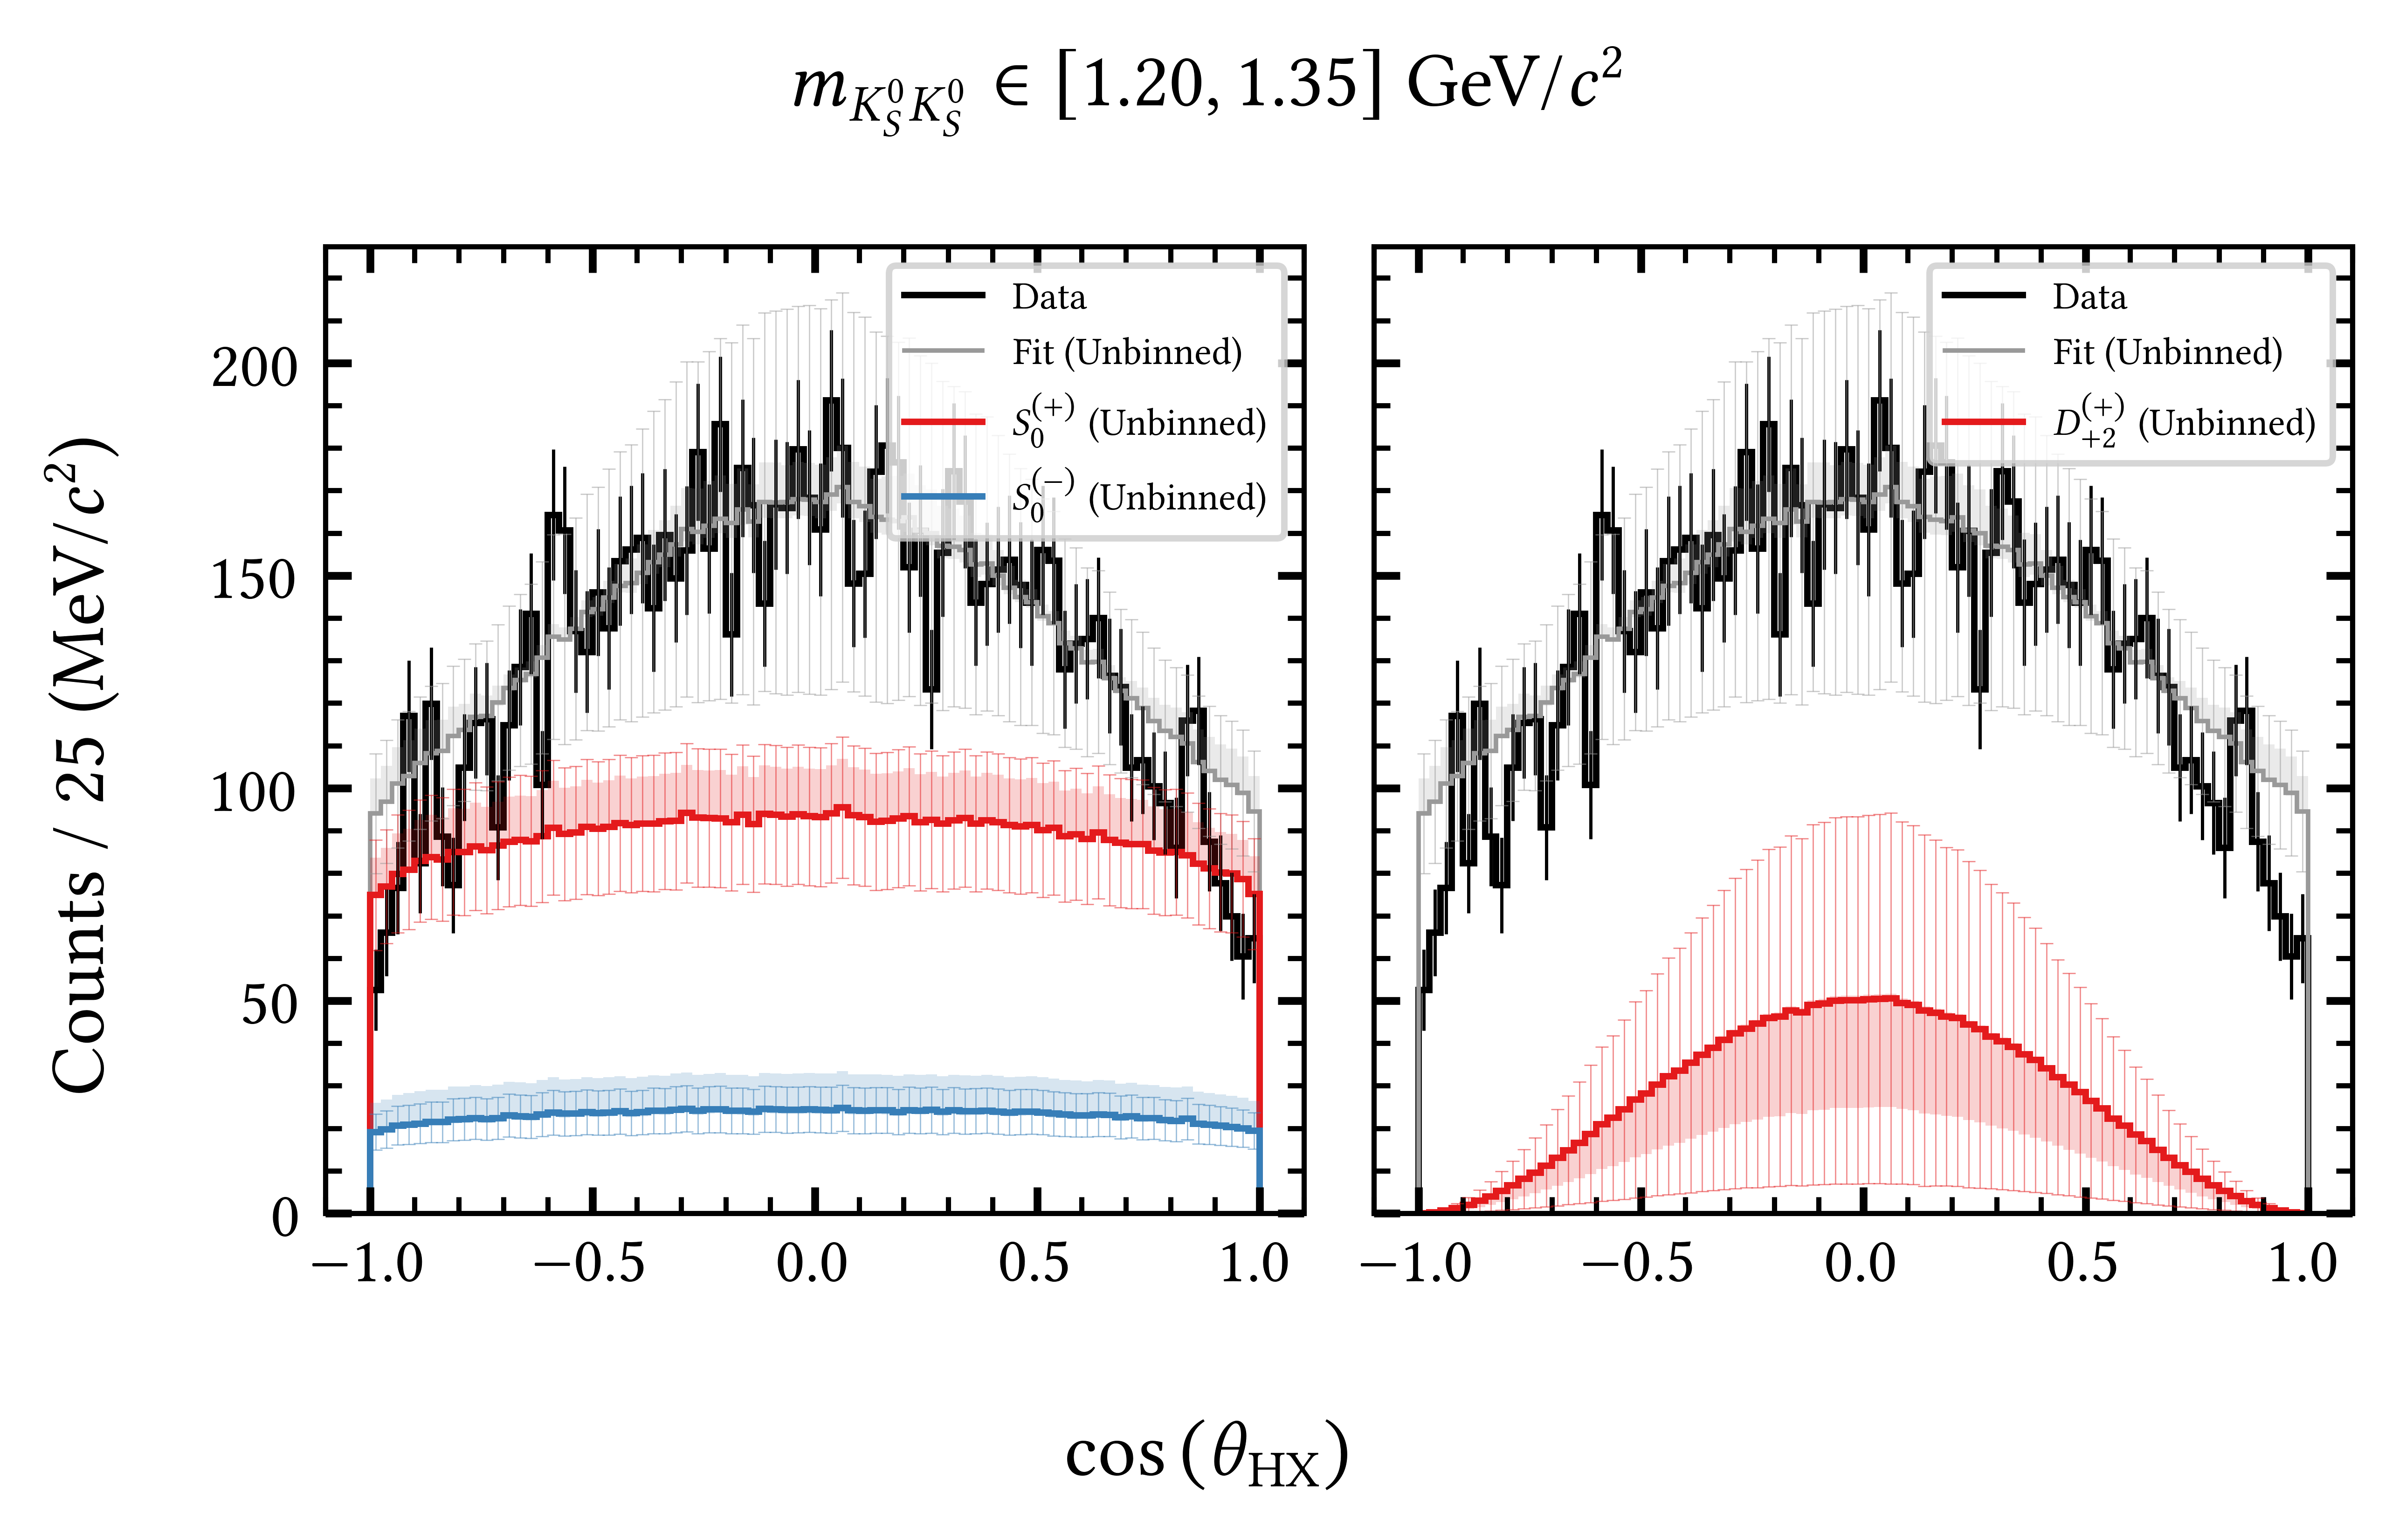 m_{K_S^0 K_S^0} ∈ [1.20, 1.35] GeV/c²
Counts / 25 (MeV/c²)
200
150
100
50
0
Data
Fit (Unbinned)
S_0^{(+)} (Unbinned)
S_0^{(−)} (Unbinned)
−1.0 −0.5 0.0 0.5 1.0
Data
Fit (Unbinned)
D_{+2}^{(+)} (Unbinned)
−1.0 −0.5 0.0 0.5 1.0
cos (θ_{HX})